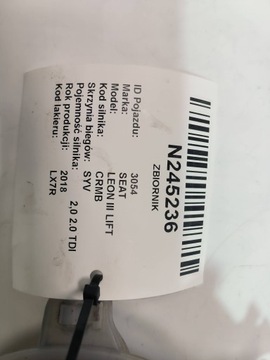 N245236
ZBIORNIK
ID Pojazdu: 3054
Marka: SEAT
Model: LEON III LIFT
Kod silnika: CRMB
Skrzynia biegów: SYV
Pojemność silnika: 2,0 2.0 TDI
Rok produkcji: 2018
Kod lakieru: LX7R